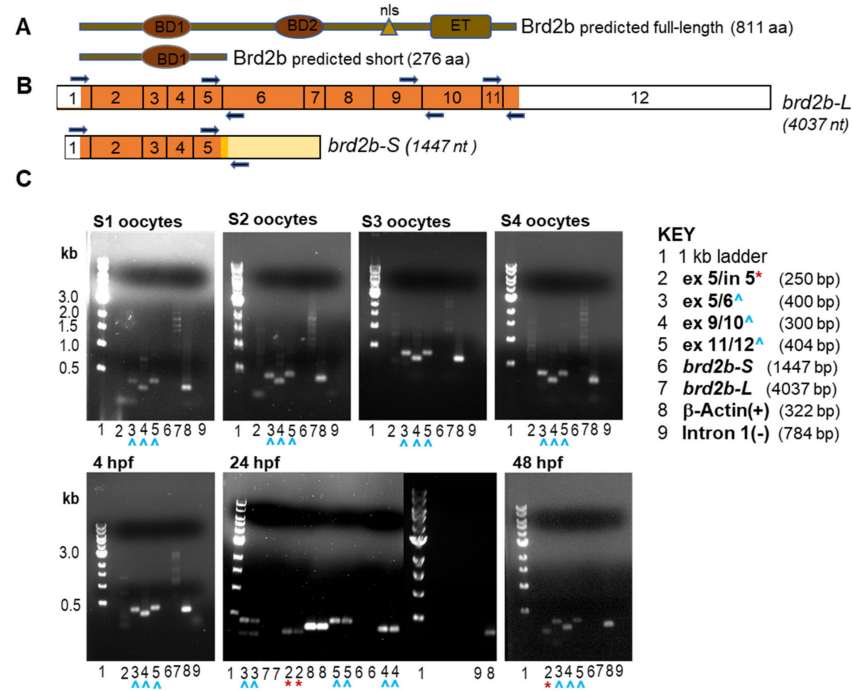 A
BD1 BD2 nls ET Brd2b predicted full-length (811 aa)
BD1 Brd2b predicted short (276 aa)
B
1 2 3 4 5 6 7 8 9 10 11 12 brd2b-L
(4037 nt)
1 2 3 4 5 brd2b-S (1447 nt )
C
S1 oocytes S2 oocytes S3 oocytes S4 oocytes
kb
3.0
2.0
1.5
1.0
0.5
1 2 3 4 5 6 7 8 9
^ ^ ^
1 2 3 4 5 6 7 8 9
^ ^ ^
1 2 3 4 5 6 7 8 9
^ ^ ^
1 2 3 4 5 6 7 8 9
^ ^ ^
KEY
1 1 kb ladder
2 ex 5/in 5* (250 bp)
3 ex 5/6^ (400 bp)
4 ex 9/10^ (300 bp)
5 ex 11/12^ (404 bp)
6 brd2b-S (1447 bp)
7 brd2b-L (4037 bp)
8 β-Actin(+) (322 bp)
9 Intron 1(-) (784 bp)
4 hpf 24 hpf 48 hpf
kb
3.0
0.5
1 2 3 4 5 6 7 8 9
^ ^ ^
1 3 3 7 7 2 2 8 8 5 5 6 6 4 4 1 9 8
^ ^ * * ^ ^ ^ ^
1 2 3 4 5 6 7 8 9
* ^ ^ ^